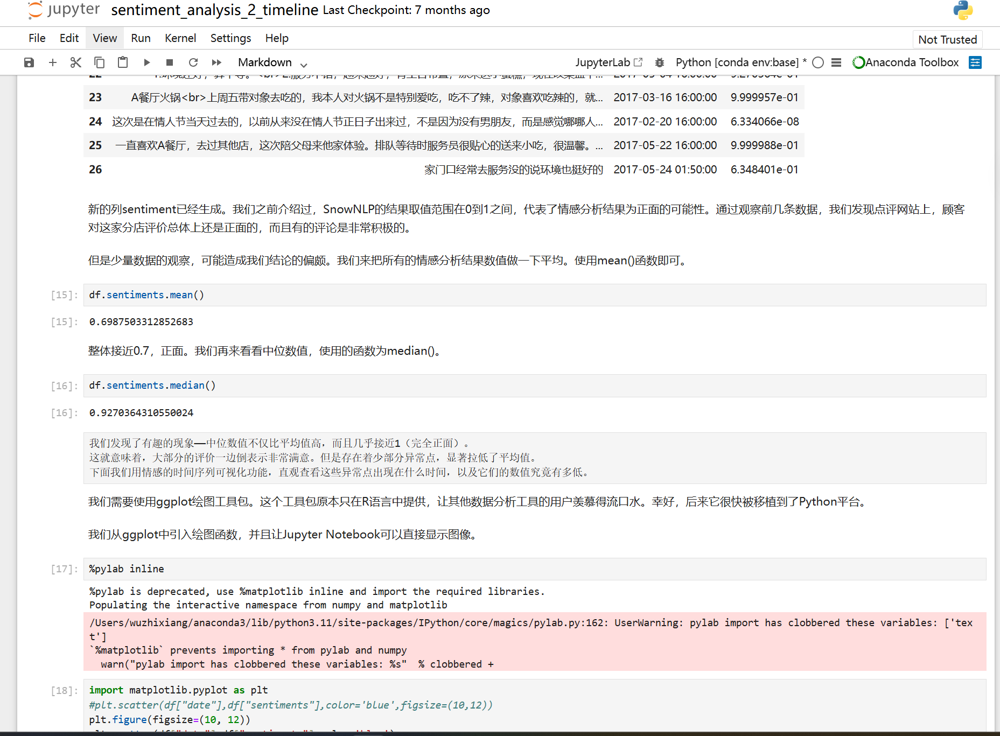 jupyter sentiment_analysis_2_timeline Last Checkpoint: 7 months ago
File Edit View Run Kernel Settings Help
Not Trusted
Markdown
JupyterLab Python [conda env:base] * Anaconda Toolbox
23 A餐厅火锅<br>上周五带对象去吃的，我本人对火锅不是特别爱吃，吃不了辣，对象喜欢吃辣的，就... 2017-03-16 16:00:00 9.999957e-01
24 这次是在情人节当天过去的，以前从来没在情人节正日子出来过，不是因为没有男朋友，而是感觉哪哪人... 2017-02-20 16:00:00 6.334066e-08
25 一直喜欢A餐厅，去过其他店，这次陪父母来他家体验。排队等待时服务员很贴心的送来小吃，很温馨。... 2017-05-22 16:00:00 9.999988e-01
26 家门口经常去服务没的说环境也挺好的 2017-05-24 01:50:00 6.348401e-01
新的列sentiment已经生成。我们之前介绍过，SnowNLP的结果取值范围在0到1之间，代表了情感分析结果为正面的可能性。通过观察前几条数据，我们发现点评网站上，顾客
对这家分店评价总体上还是正面的，而且有的评论是非常积极的。
但是少量数据的观察，可能造成我们结论的偏颇。我们来把所有的情感分析结果数值做一下平均。使用mean()函数即可。
[15]: df.sentiments.mean()
[15]: 0.6987503312852683
整体接近0.7，正面。我们再来看看中位数值，使用的函数为median()。
[16]: df.sentiments.median()
[16]: 0.9270364310550024
我们发现了有趣的现象——中位数值不仅比平均值高，而且几乎接近1（完全正面）。
这就意味着，大部分的评价一边倒表示非常满意。但是存在着少部分异常点，显著拉低了平均值。
下面我们用情感的时间序列可视化功能，直观查看这些异常点出现在什么时间，以及它们的数值究竟有多低。
我们需要使用ggplot绘图工具包。这个工具包原本只在R语言中提供，让其他数据分析工具的用户羡慕得流口水。幸好，后来它很快被移植到了Python平台。
我们从ggplot中引入绘图函数，并且让Jupyter Notebook可以直接显示图像。
[17]: %pylab inline
%pylab is deprecated, use %matplotlib inline and import the required libraries.
Populating the interactive namespace from numpy and matplotlib
/Users/wuzhixiang/anaconda3/lib/python3.11/site-packages/IPython/core/magics/pylab.py:162: UserWarning: pylab import has clobbered these variables: ['tex
t']
`%matplotlib` prevents importing * from pylab and numpy
warn("pylab import has clobbered these variables: %s" % clobbered +
[18]: import matplotlib.pyplot as plt
#plt.scatter(df["date"],df["sentiments"],color='blue',figsize=(10,12))
plt.figure(figsize=(10, 12))